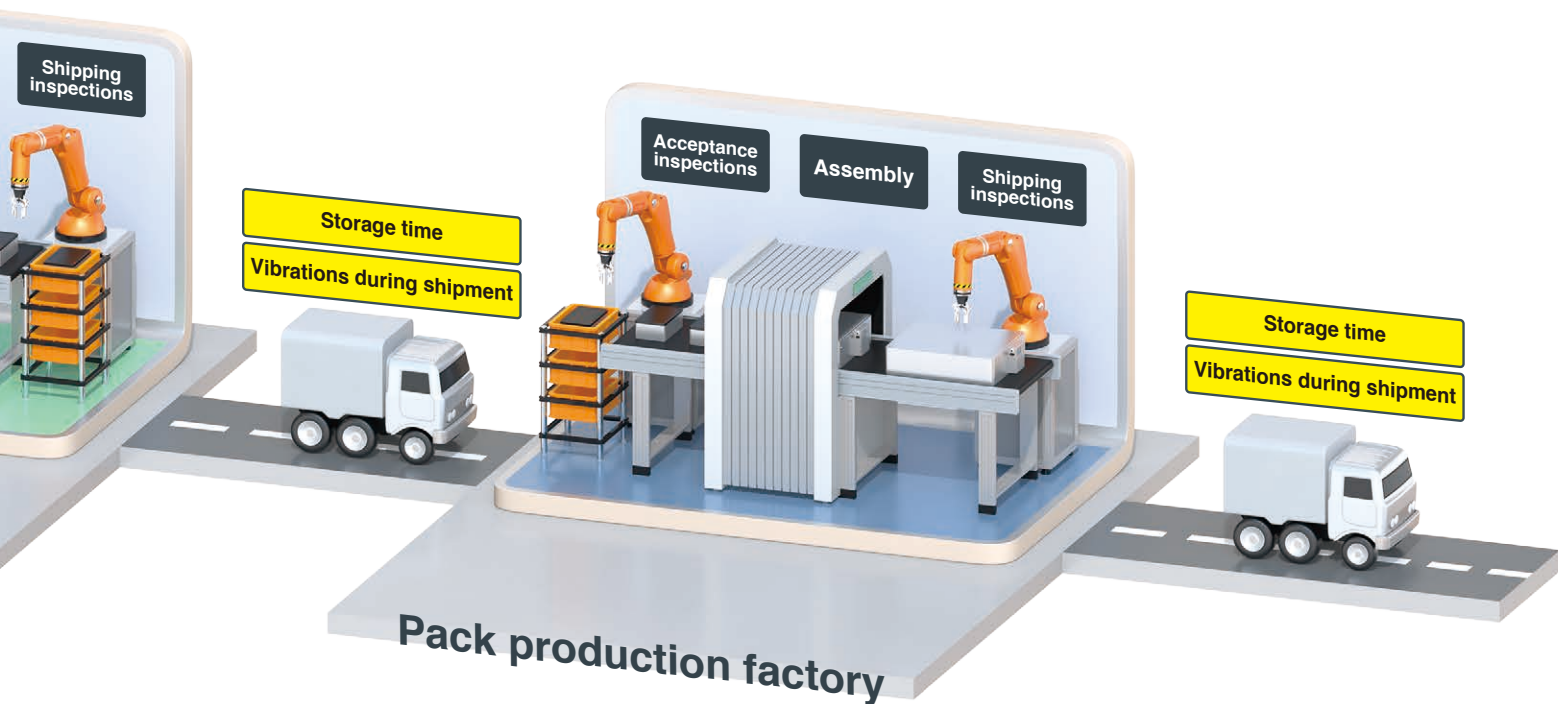 Shipping
inspections
Storage time
Vibrations during shipment
Acceptance
inspections
Assembly
Shipping
inspections
Storage time
Vibrations during shipment
Pack production factory